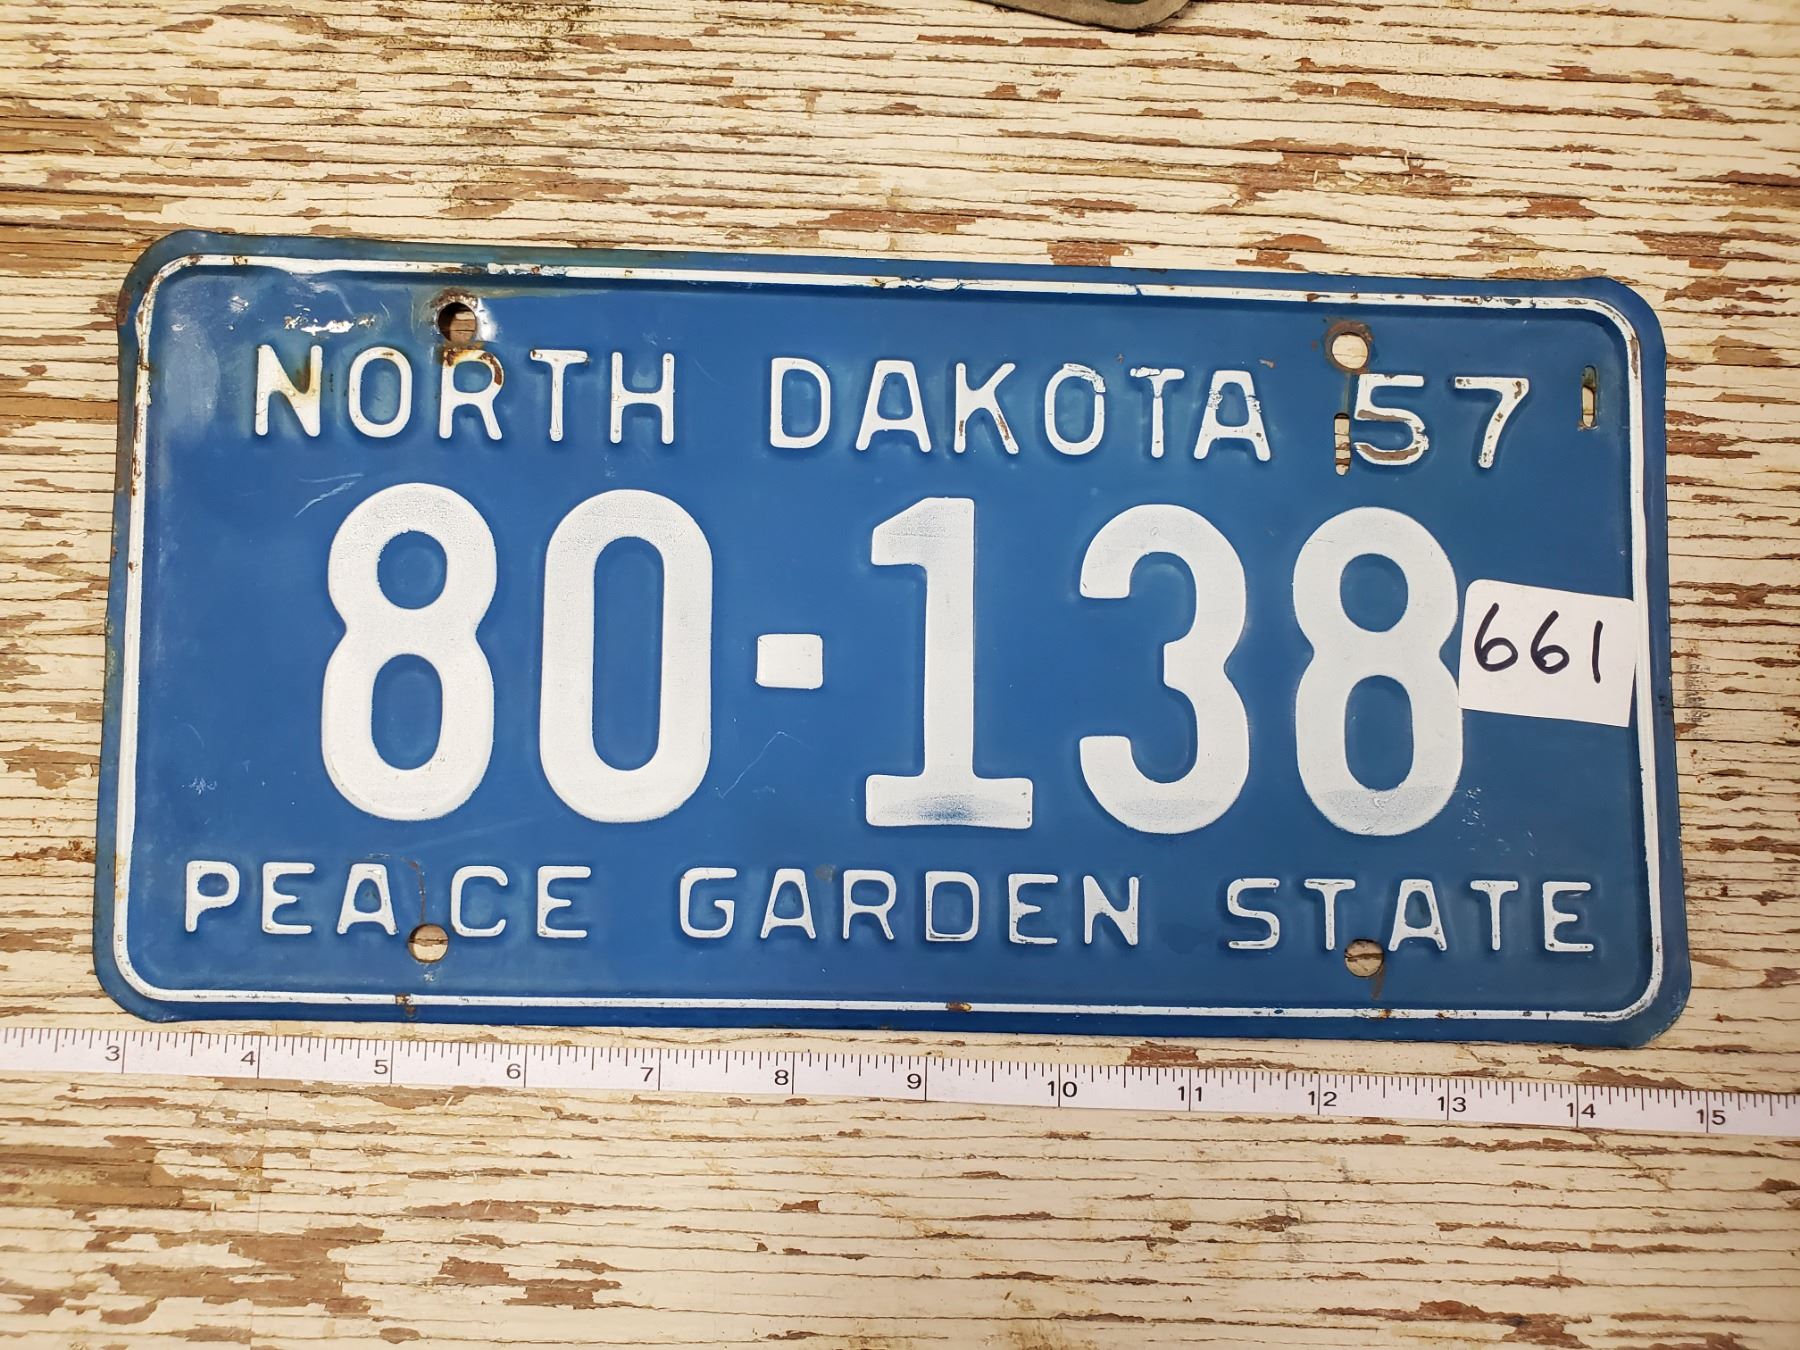 NORTH DAKOTA 57
80-138
661
PEACE GARDEN STATE
3 4 5 6 7 8 9 10 11 12 13 14 15